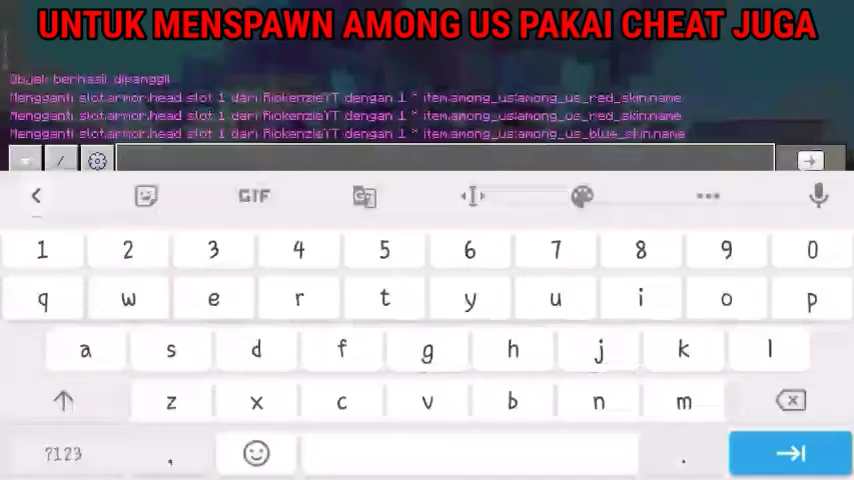 UNTUK MENSPAWN AMONG US PAKAI CHEAT JUGA
Objek berhasil dipanggil
Mengganti slot.armor.head slot 1 dari RiokenzieYT dengan 1 * item.among_us:among_us_red_skin.name
Mengganti slot.armor.head slot 1 dari RiokenzieYT dengan 1 * item.among_us:among_us_red_skin.name
Mengganti slot.armor.head slot 1 dari RiokenzieYT dengan 1 * item.among_us:among_us_blue_skin.name
/
GIF
1 2 3 4 5 6 7 8 9 0
q w e r t y u i o p
a s d f g h j k l
z x c v b n m
?123 , .